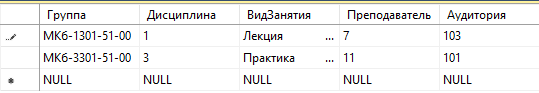 Группа Дисциплина ВидЗанятия Преподаватель Аудитория
МК6-1301-51-00 1 Лекция ... 7 103
МК6-3301-51-00 3 Практика ... 11 101
NULL NULL NULL NULL NULL